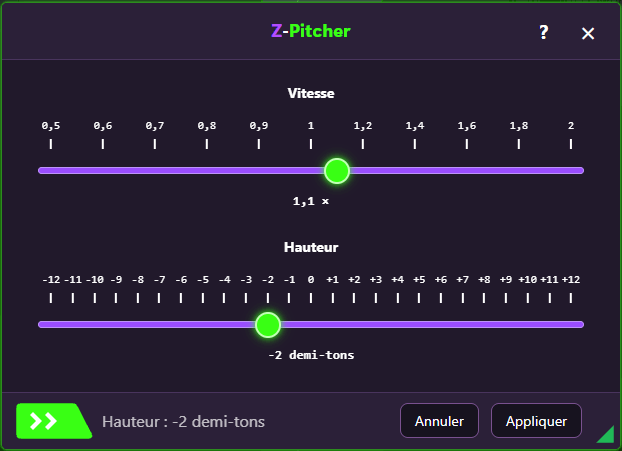 Z-Pitcher ? ×
Vitesse
0,5 0,6 0,7 0,8 0,9 1 1,2 1,4 1,6 1,8 2
1,1 ×
Hauteur
-12 -11 -10 -9 -8 -7 -6 -5 -4 -3 -2 -1 0 +1 +2 +3 +4 +5 +6 +7 +8 +9 +10 +11 +12
-2 demi-tons
Hauteur : -2 demi-tons Annuler Appliquer